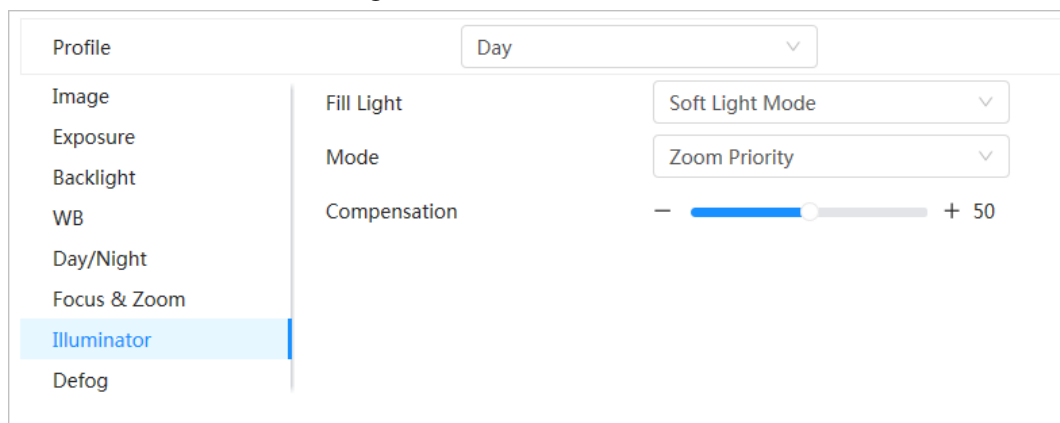 Profile Day
Image
Exposure
Backlight
WB
Day/Night
Focus & Zoom
Illuminator
Defog
Fill Light Soft Light Mode
Mode Zoom Priority
Compensation − + 50